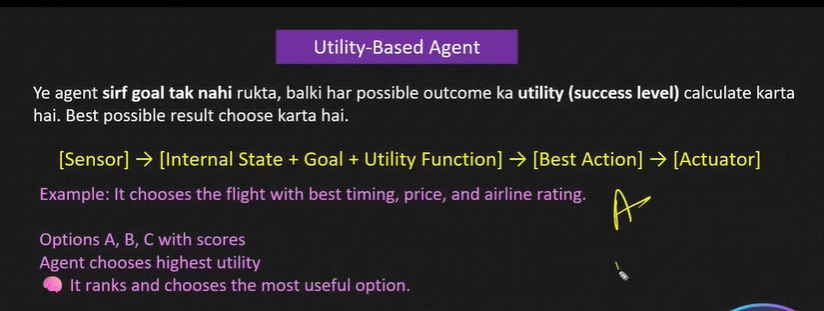 Utility-Based Agent
Ye agent sirf goal tak nahi rukta, balki har possible outcome ka utility (success level) calculate karta
hai. Best possible result choose karta hai.
[Sensor] → [Internal State + Goal + Utility Function] → [Best Action] → [Actuator]
Example: It chooses the flight with best timing, price, and airline rating.
A
Options A, B, C with scores
Agent chooses highest utility
🧠 It ranks and chooses the most useful option.